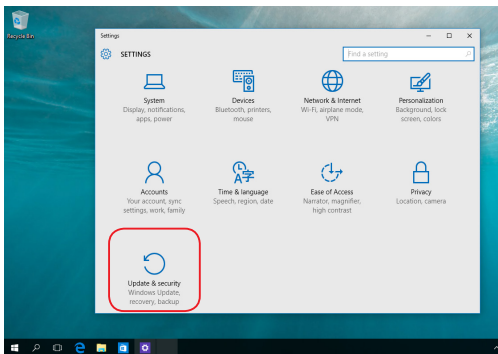 Recycle Bin
Settings
SETTINGS
Find a setting
System
Display, notifications,
apps, power
Devices
Bluetooth, printers,
mouse
Network & Internet
Wi-Fi, airplane mode,
VPN
Personalization
Background, lock
screen, colors
Accounts
Your account, sync
settings, work, family
Time & language
Speech, region, date
Ease of Access
Narrator, magnifier,
high contrast
Privacy
Location, camera
Update & security
Windows Update,
recovery, backup